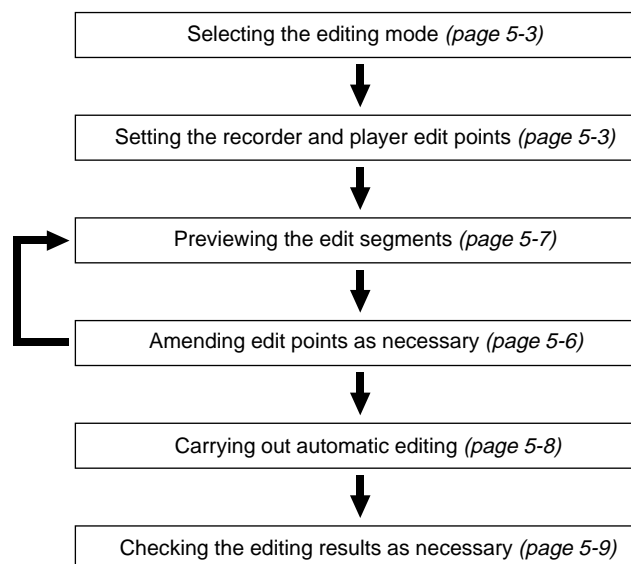 Selecting the editing mode (page 5-3)
Setting the recorder and player edit points (page 5-3)
Previewing the edit segments (page 5-7)
Amending edit points as necessary (page 5-6)
Carrying out automatic editing (page 5-8)
Checking the editing results as necessary (page 5-9)